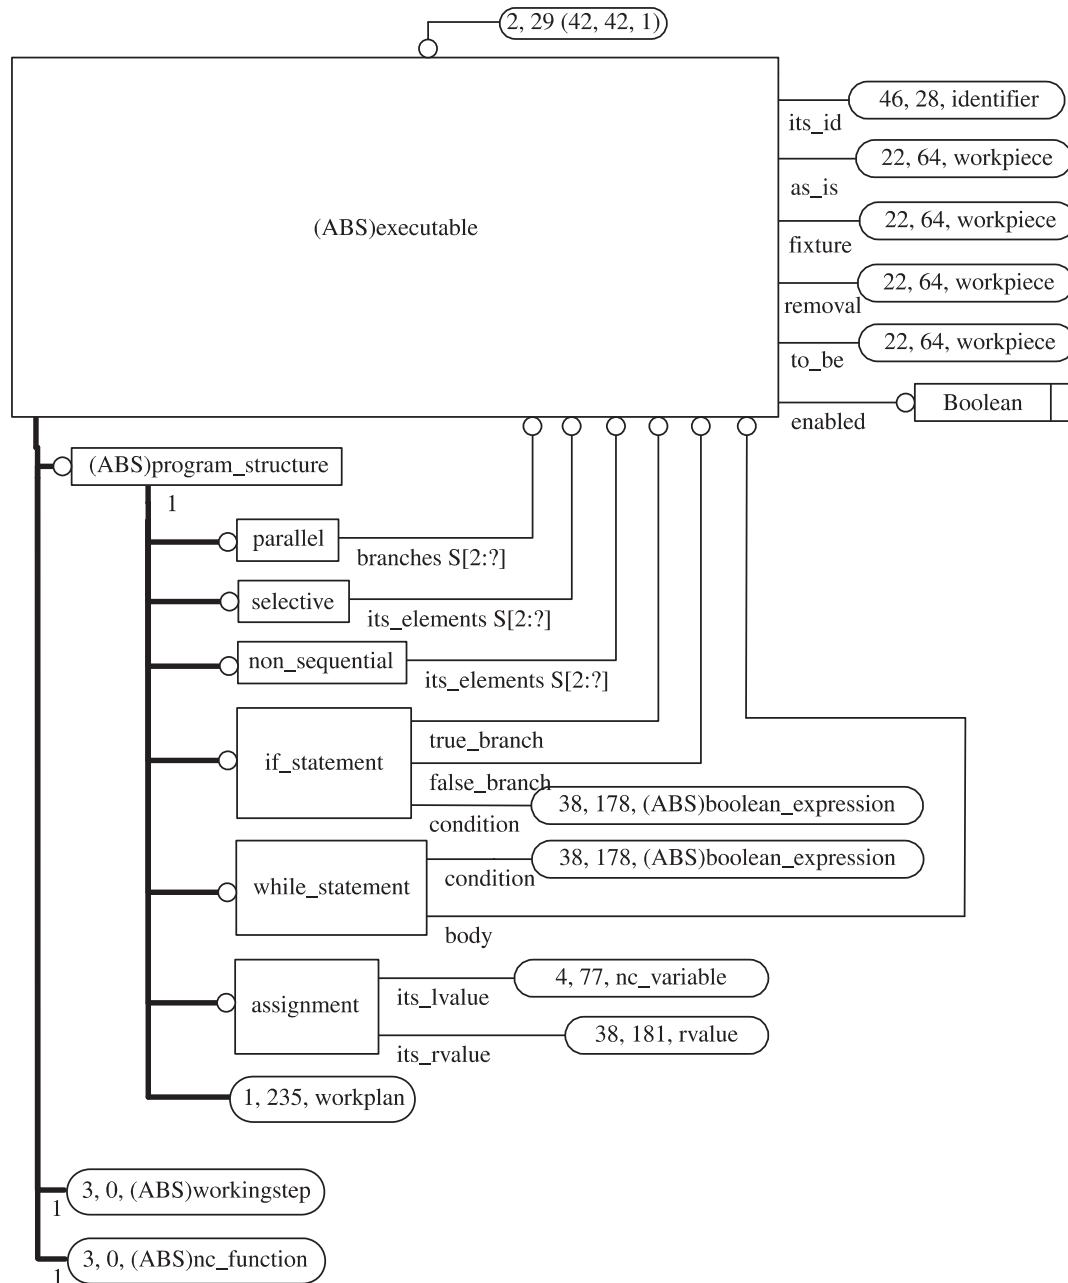 2, 29 (42, 42, 1)
(ABS)executable
46, 28, identifier
its_id
22, 64, workpiece
as_is
22, 64, workpiece
fixture
22, 64, workpiece
removal
22, 64, workpiece
to_be
Boolean
enabled
(ABS)program_structure
1
parallel
branches S[2:?]
selective
its_elements S[2:?]
non_sequential
its_elements S[2:?]
if_statement
true_branch
false_branch
38, 178, (ABS)boolean_expression
condition
while_statement
38, 178, (ABS)boolean_expression
condition
body
assignment
4, 77, nc_variable
its_lvalue
38, 181, rvalue
its_rvalue
1, 235, workplan
3, 0, (ABS)workingstep
1
3, 0, (ABS)nc_function
1